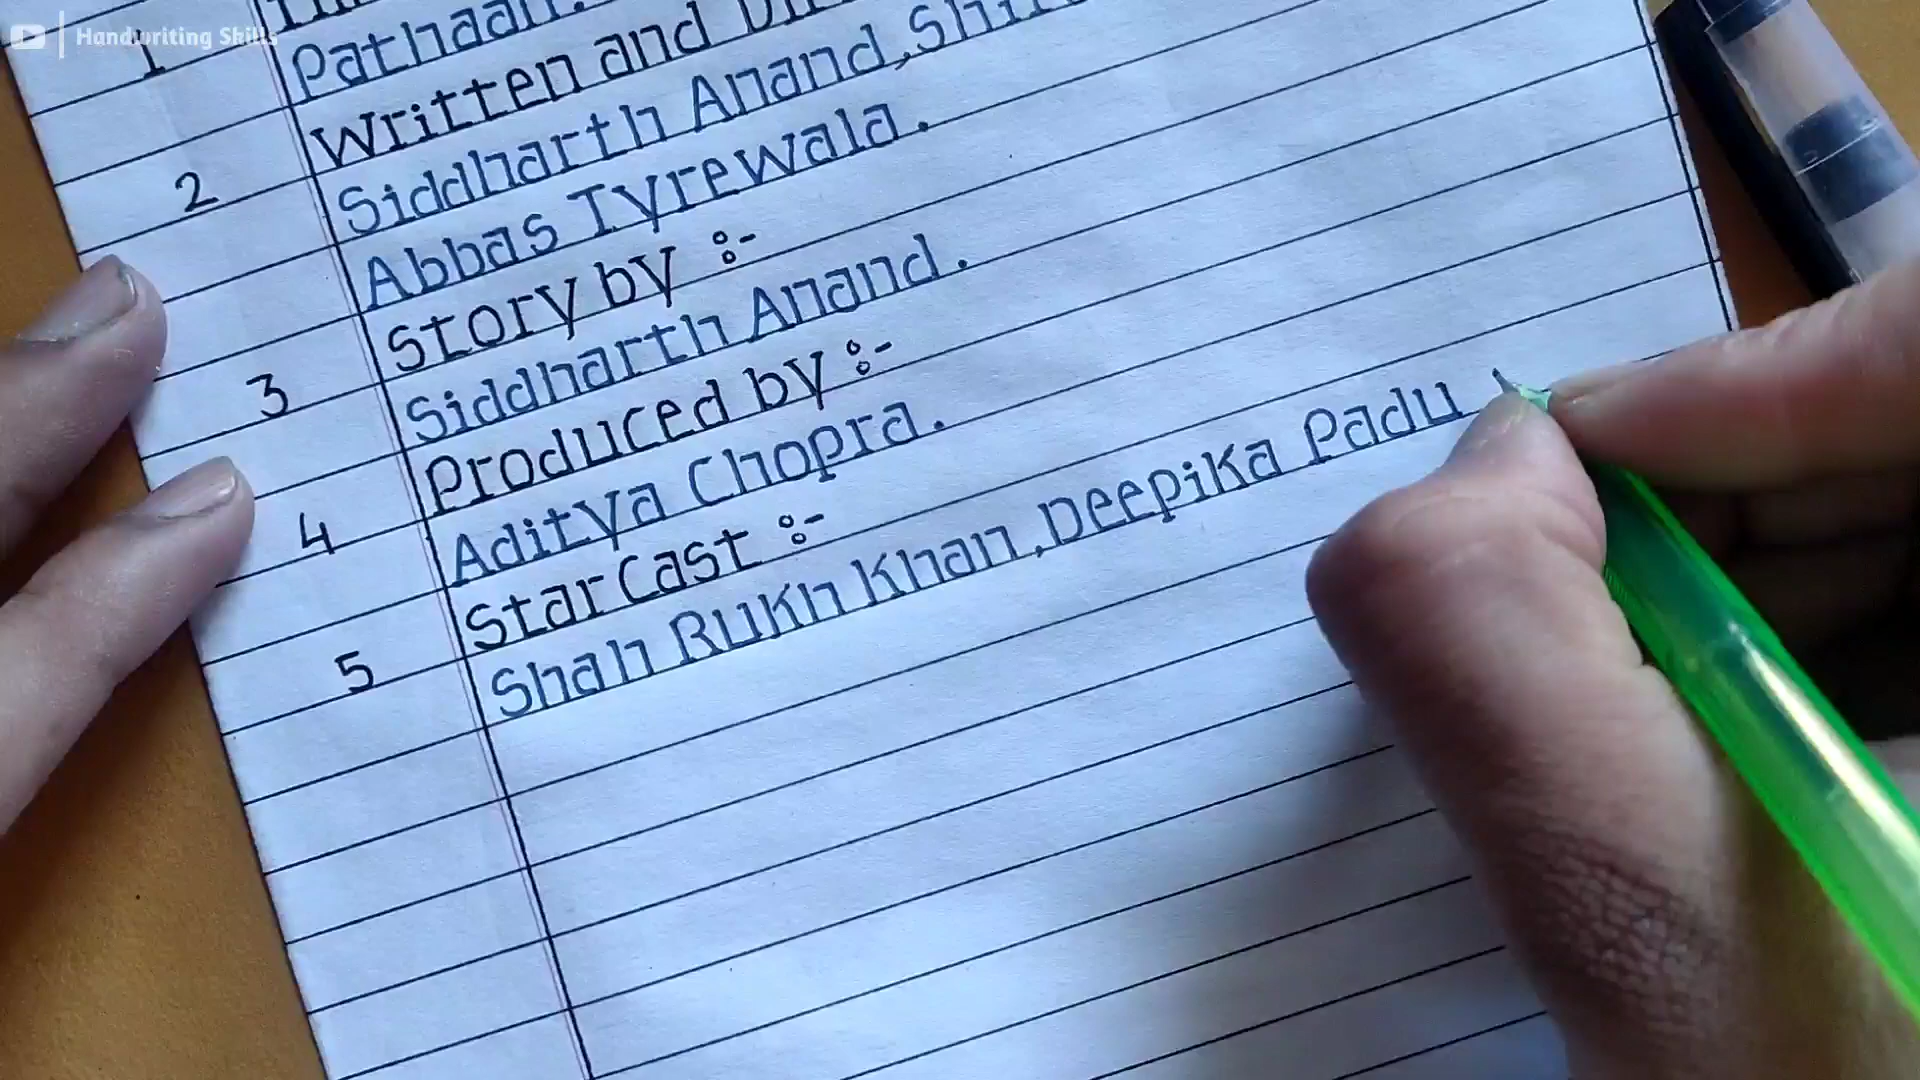 Handwriting Skills
1 Pathaan.
Written and
2 Siddharth Anand,
Abbas Tyrewala.
Story by :-
3 Siddharth Anand.
Produced by :-
4 Aditya Chopra.
Star Cast :-
5 Shah Rukh Khan, Deepika Padu